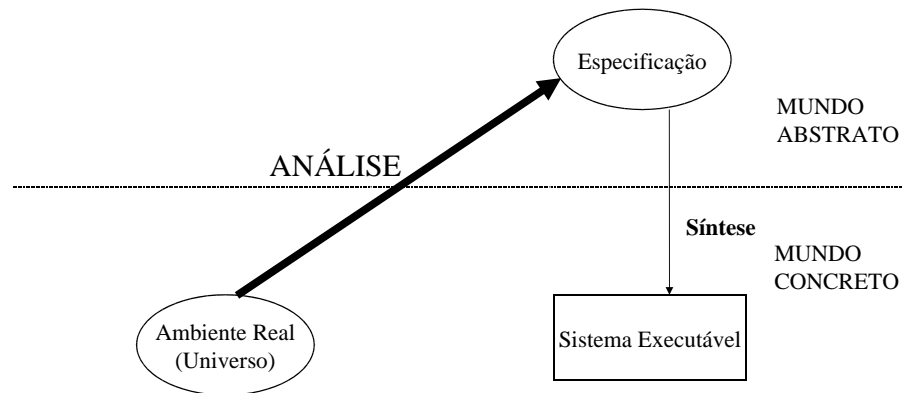 Especificação
MUNDO
ABSTRATO
ANÁLISE
Síntese
MUNDO
CONCRETO
Ambiente Real
(Universo)
Sistema Executável